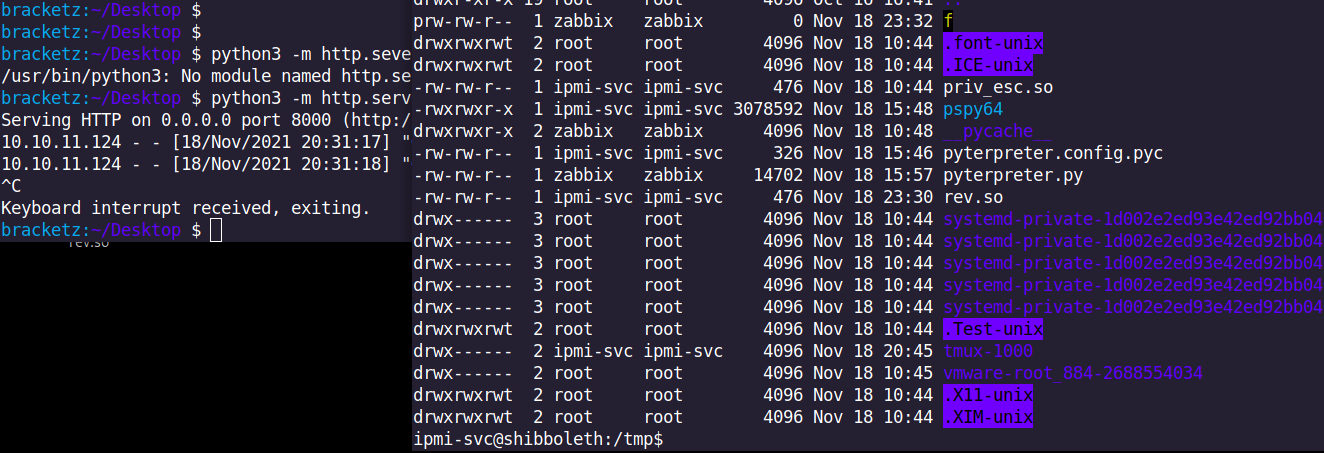 bracketz:~/Desktop $
bracketz:~/Desktop $
bracketz:~/Desktop $ python3 -m http.seve
/usr/bin/python3: No module named http.se
bracketz:~/Desktop $ python3 -m http.serv
Serving HTTP on 0.0.0.0 port 8000 (http:/
10.10.11.124 - - [18/Nov/2021 20:31:17] "
10.10.11.124 - - [18/Nov/2021 20:31:18] "
^C
Keyboard interrupt received, exiting.
bracketz:~/Desktop $
rev.so
drwxr-xr-x 19 root root 4096 Oct 16:41 ..
prw-rw-r-- 1 zabbix zabbix 0 Nov 18 23:32 f
drwxrwxrwt 2 root root 4096 Nov 18 10:44 .font-unix
drwxrwxrwt 2 root root 4096 Nov 18 10:44 .ICE-unix
-rw-rw-r-- 1 ipmi-svc ipmi-svc 476 Nov 18 10:44 priv_esc.so
-rwxrwxr-x 1 ipmi-svc ipmi-svc 3078592 Nov 18 15:48 pspy64
drwxrwxr-x 2 zabbix zabbix 4096 Nov 18 10:48 __pycache__
-rw-rw-r-- 1 ipmi-svc ipmi-svc 326 Nov 18 15:46 pyterpreter.config.pyc
-rw-rw-r-- 1 zabbix zabbix 14702 Nov 18 15:57 pyterpreter.py
-rw-rw-r-- 1 ipmi-svc ipmi-svc 476 Nov 18 23:30 rev.so
drwx------ 3 root root 4096 Nov 18 10:44 systemd-private-1d002e2ed93e42ed92bb04
drwx------ 3 root root 4096 Nov 18 10:44 systemd-private-1d002e2ed93e42ed92bb04
drwx------ 3 root root 4096 Nov 18 10:44 systemd-private-1d002e2ed93e42ed92bb04
drwx------ 3 root root 4096 Nov 18 10:44 systemd-private-1d002e2ed93e42ed92bb04
drwx------ 3 root root 4096 Nov 18 10:44 systemd-private-1d002e2ed93e42ed92bb04
drwxrwxrwt 2 root root 4096 Nov 18 10:44 .Test-unix
drwx------ 2 ipmi-svc ipmi-svc 4096 Nov 18 20:45 tmux-1000
drwx------ 2 root root 4096 Nov 18 10:45 vmware-root_884-2688554034
drwxrwxrwt 2 root root 4096 Nov 18 10:44 .X11-unix
drwxrwxrwt 2 root root 4096 Nov 18 10:44 .XIM-unix
ipmi-svc@shibboleth:/tmp$